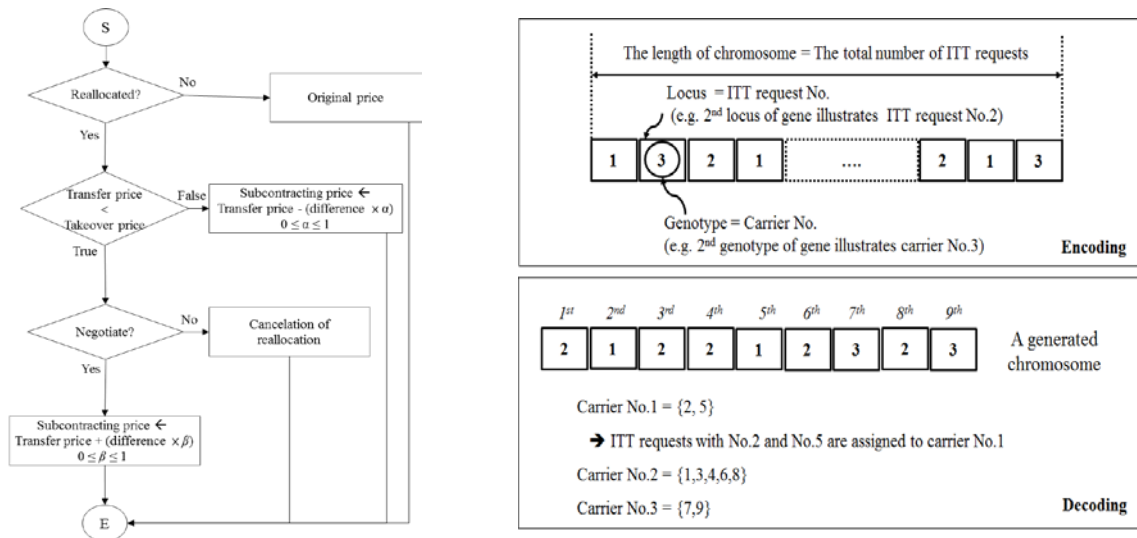 S
Reallocated?
No
Original price
Yes
Transfer price
<
Takeover price
False
Subcontracting price ←
Transfer price - (difference × α)
0 ≤ α ≤ 1
True
Negotiate?
No
Cancelation of
reallocation
Yes
Subcontracting price ←
Transfer price + (difference × β)
0 ≤ β ≤ 1
E
The length of chromosome = The total number of ITT requests
Locus = ITT request No.
(e.g. 2nd locus of gene illustrates ITT request No.2)
1 3 2 1 .... 2 1 3
Genotype = Carrier No.
(e.g. 2nd genotype of gene illustrates carrier No.3)
Encoding
1st 2nd 3rd 4th 5th 6th 7th 8th 9th
2 1 2 2 1 2 3 2 3
A generated
chromosome
Carrier No.1 = {2, 5}
➔ ITT requests with No.2 and No.5 are assigned to carrier No.1
Carrier No.2 = {1,3,4,6,8}
Carrier No.3 = {7,9}
Decoding